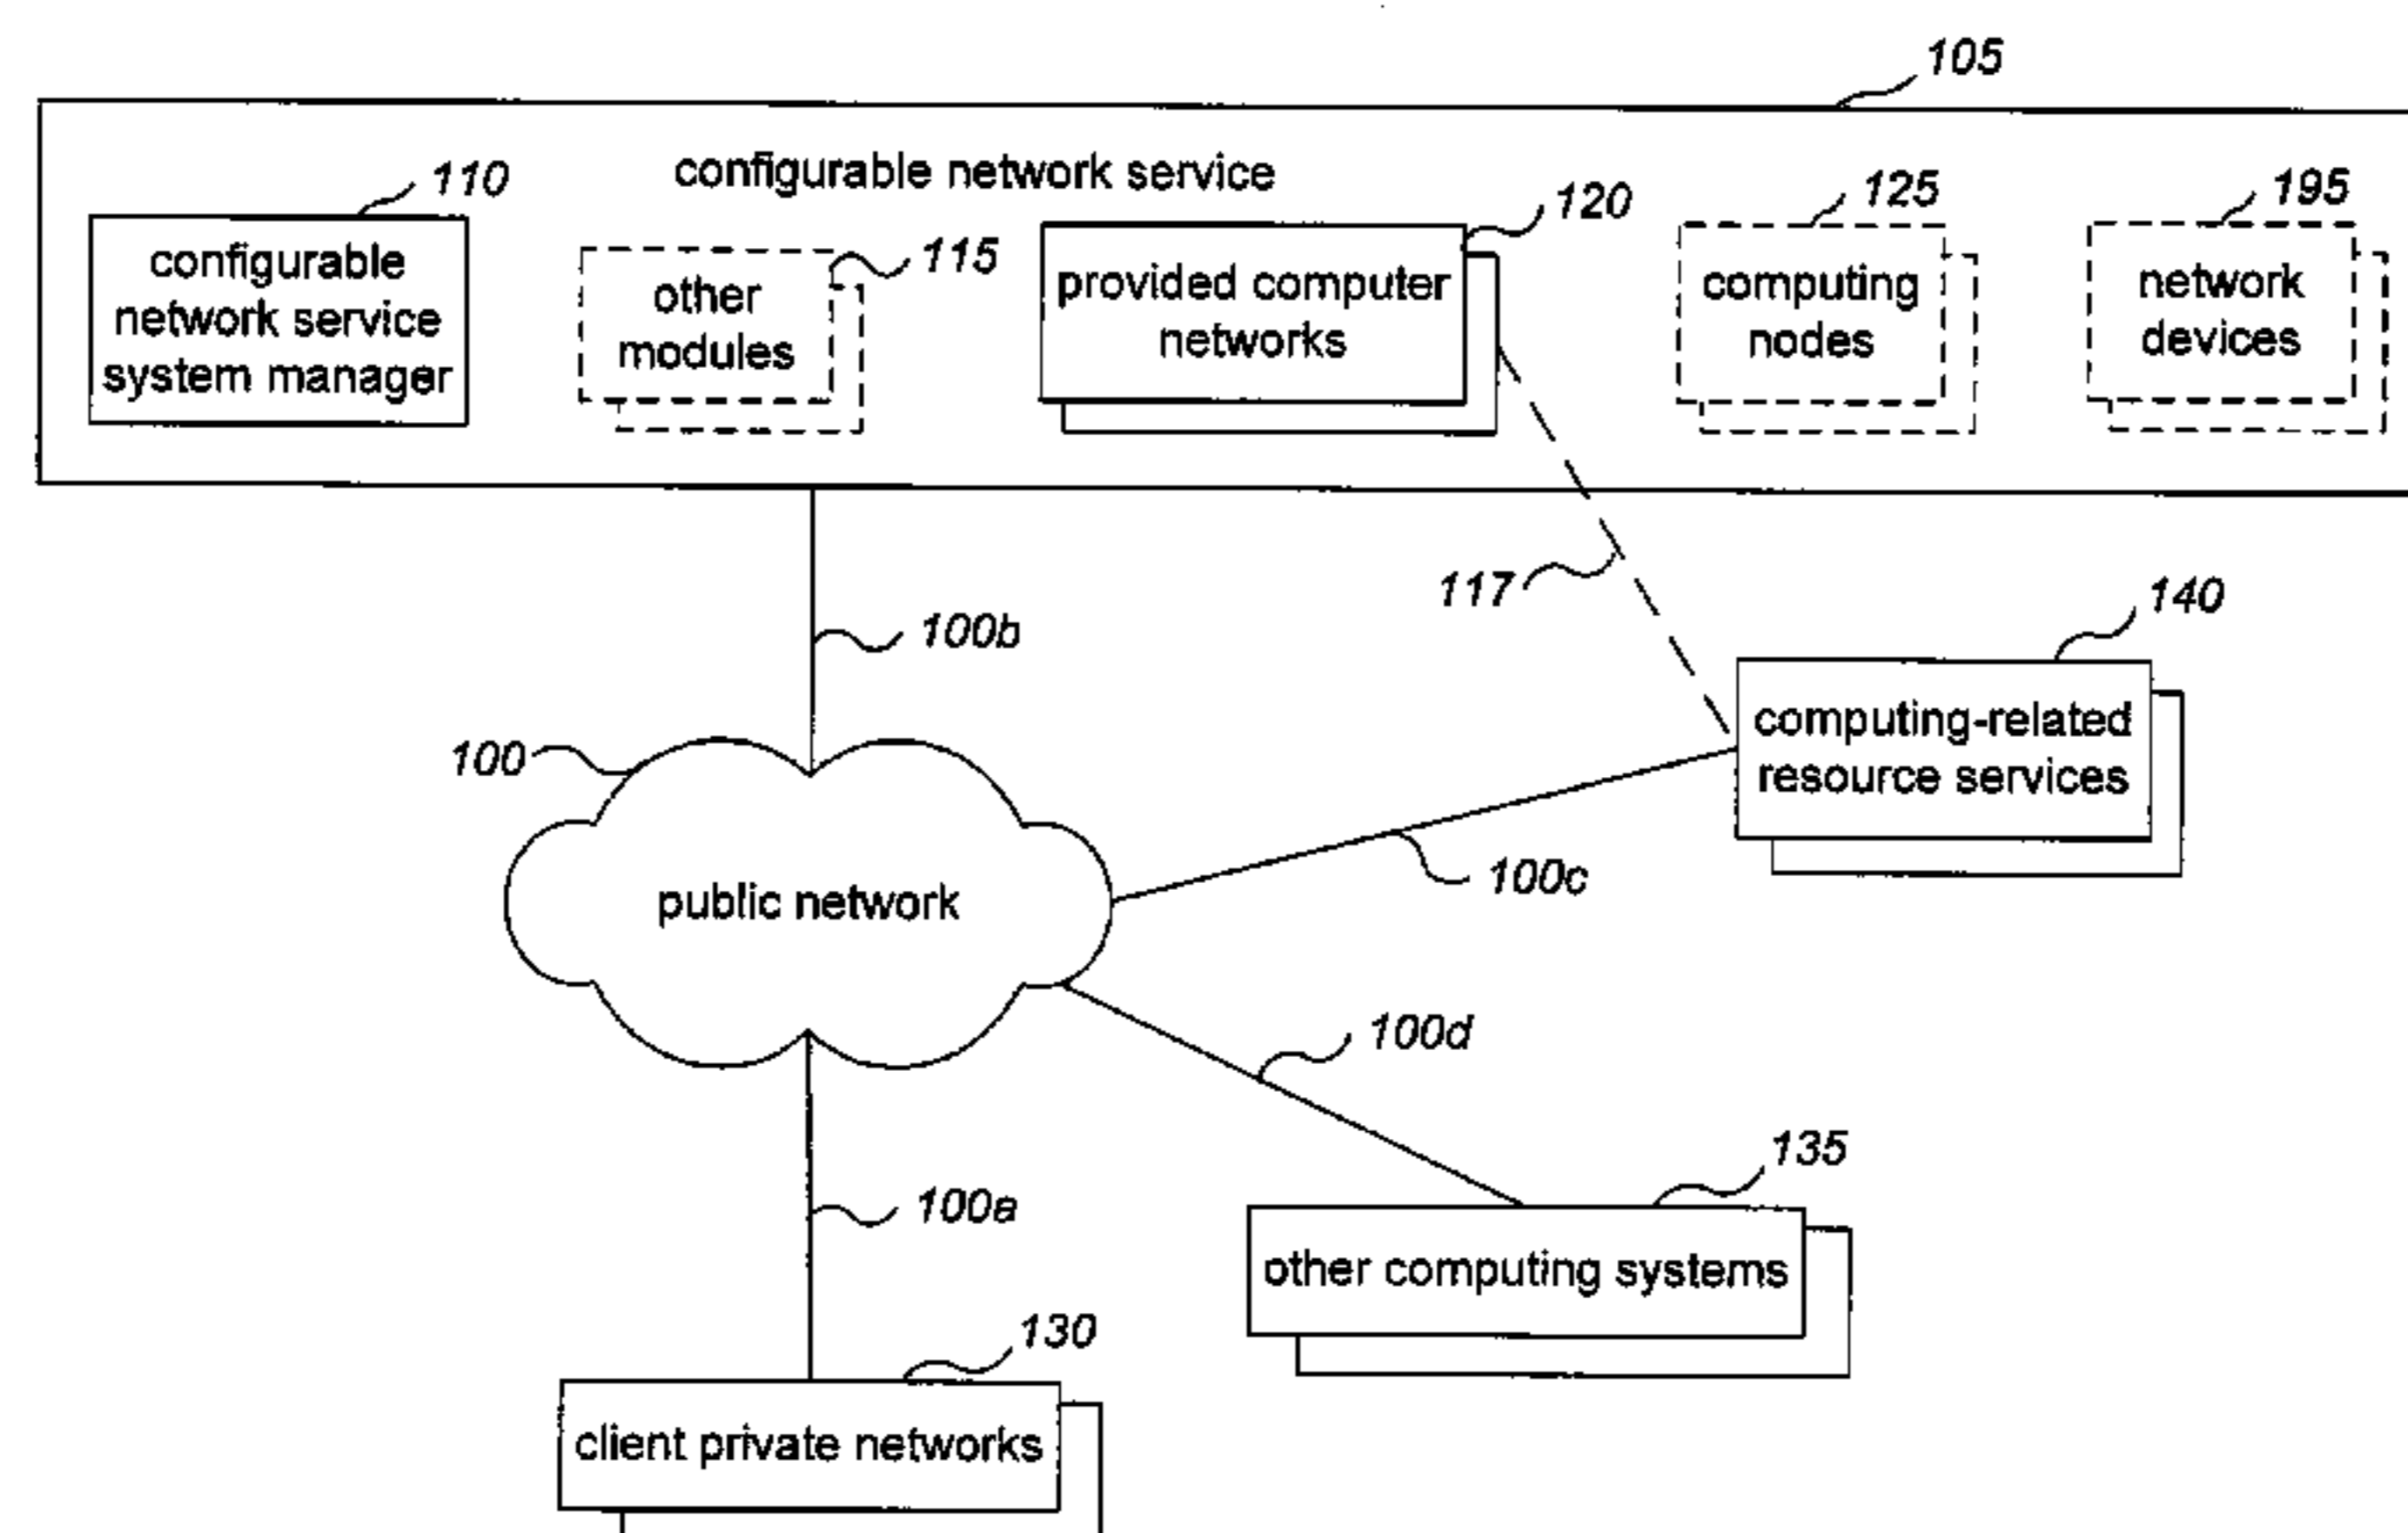 105
configurable network service
110
120
125
195
115
configurable
network service
system manager
other
modules
provided computer
networks
computing
nodes
network
devices
117
140
100b
computing-related
resource services
100
public network
100c
100d
135
100a
other computing systems
130
client private networks